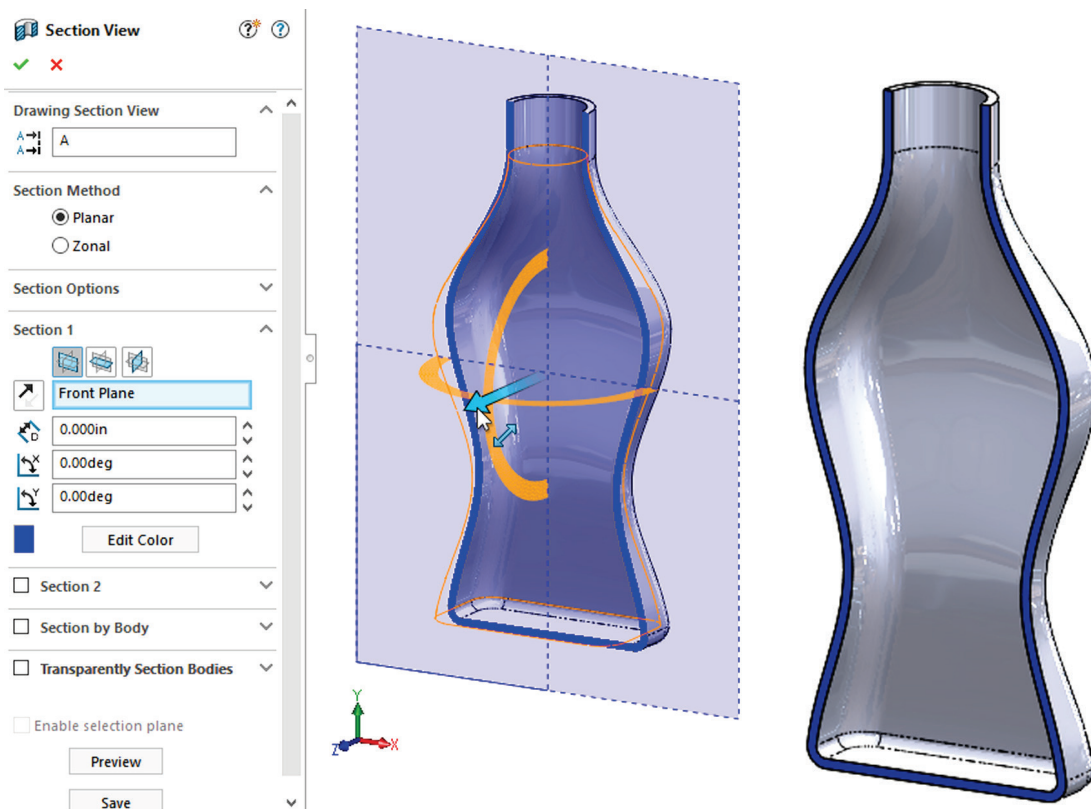 Section View
Drawing Section View
A
A
A
Section Method
Planar
Zonal
Section Options
Section 1
Front Plane
D
0.000in
X
0.00deg
Y
0.00deg
Edit Color
Section 2
Section by Body
Transparently Section Bodies
Enable selection plane
Preview
Save
Y
Z
X